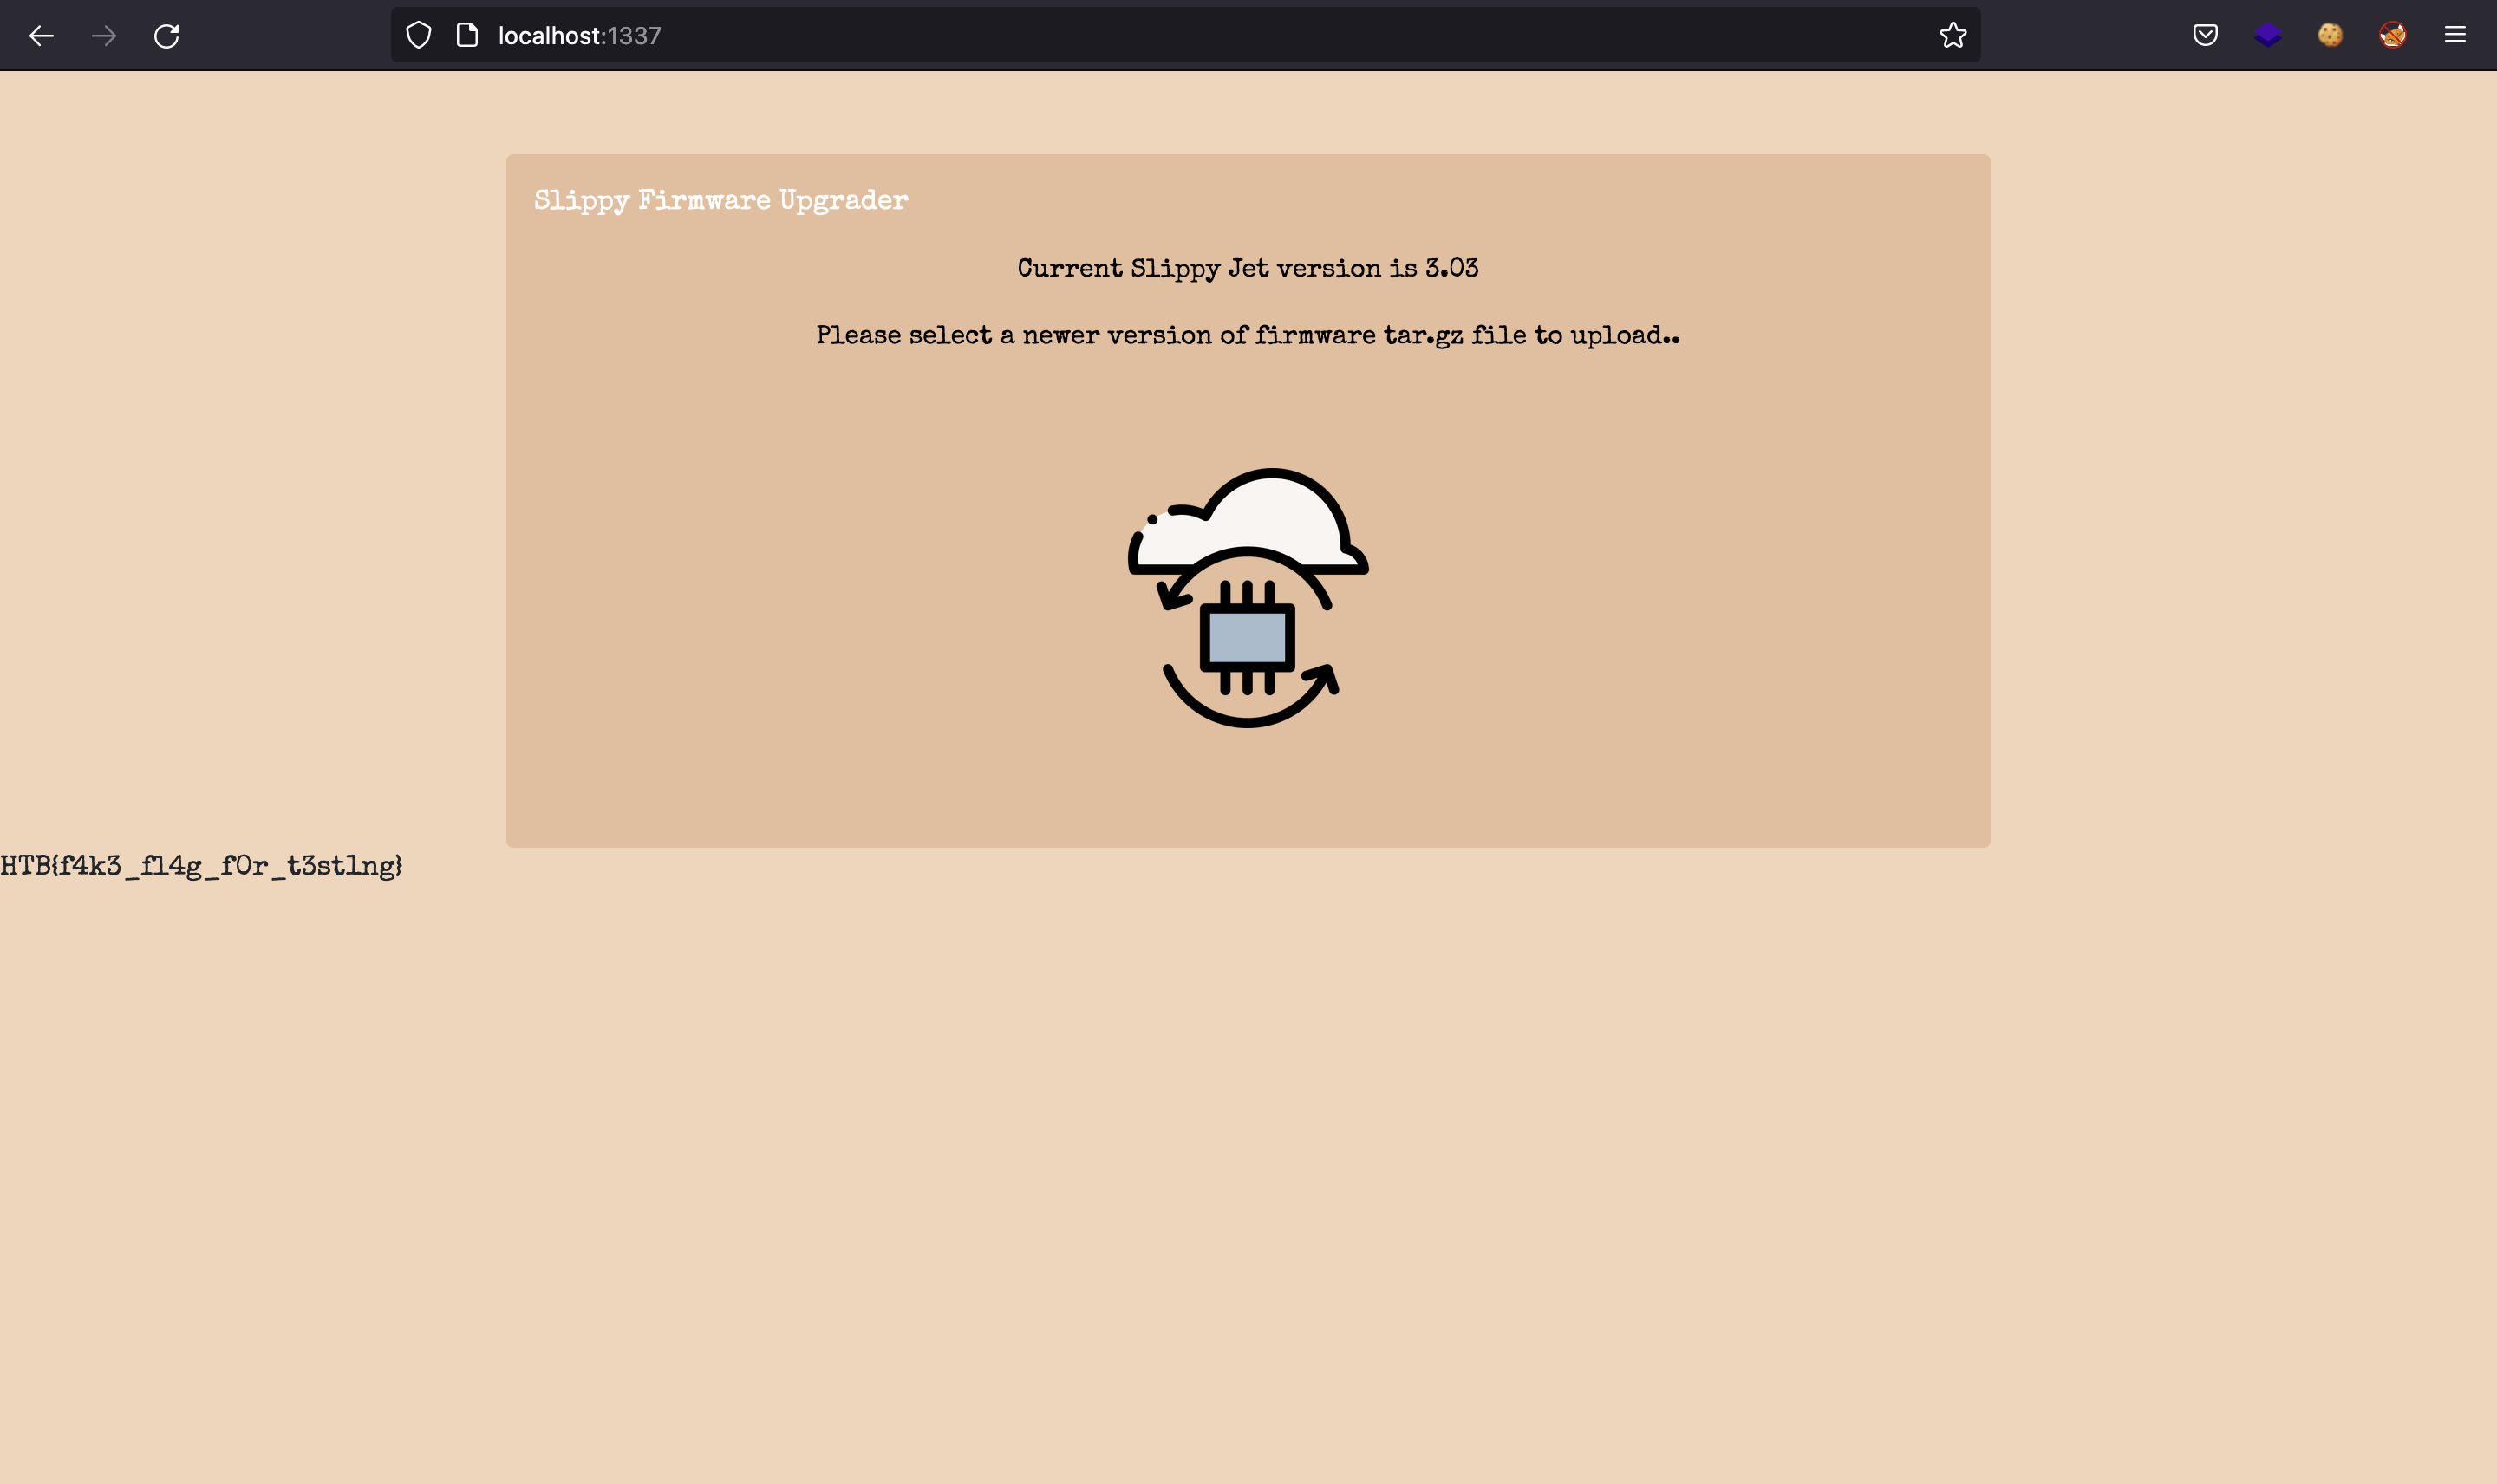 localhost:1337
Slippy Firmware Upgrader
Current Slippy Jet version is 3.03
Please select a newer version of firmware tar.gz file to upload..
HTB{f4k3_fl4g_f0r_t3st1ng}